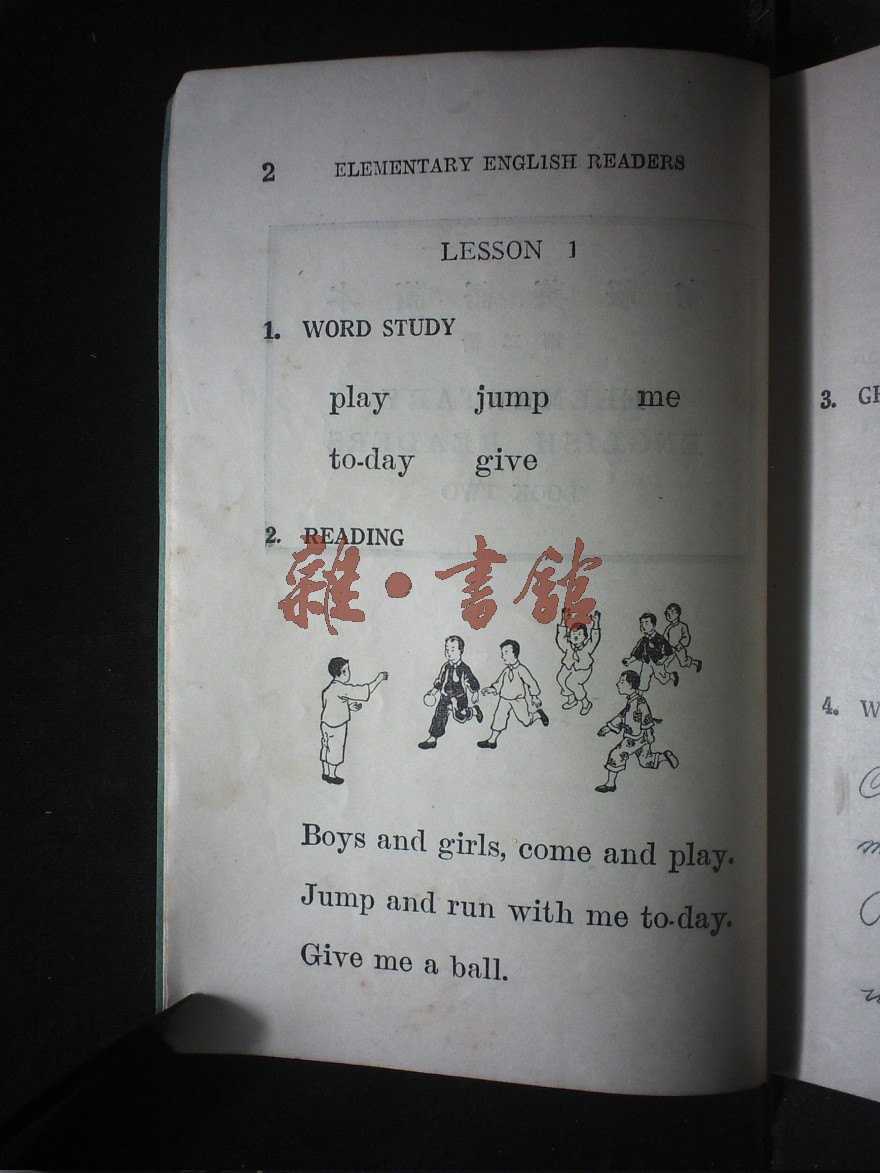 2 ELEMENTARY ENGLISH READERS
LESSON 1
1. WORD STUDY
play jump me
to-day give
2. READING
雜·書館
Boys and girls, come and play.
Jump and run with me to-day.
Give me a ball.
3.
4.